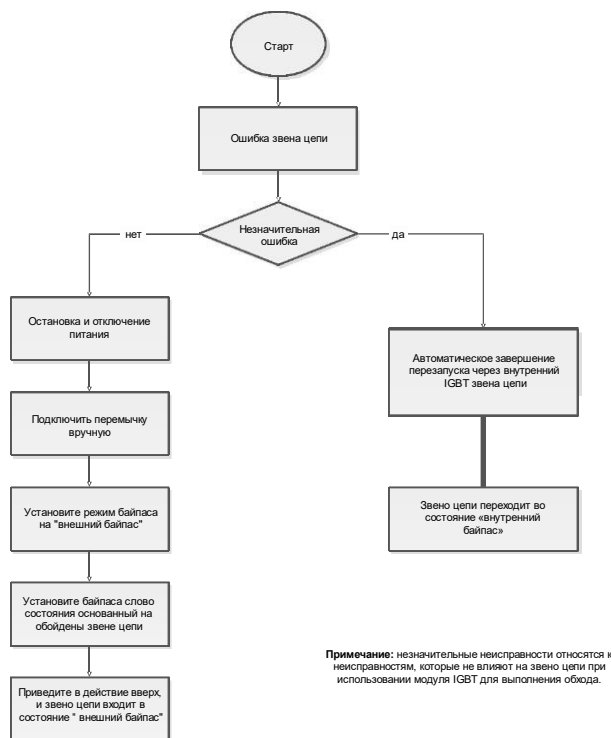 Старт
Ошибка звена цепи
Незначительная
ошибка
нет
да
Остановка и отключение
питания
Подключить перемычку
вручную
Установите режим байпаса
на "внешний байпас"
Установите байпаса слово
состояния основанный на
обойдены звене цепи
Приведите в действие вверх,
и звено цепи входит в
состояние " внешний байпас"
Автоматическое завершение
перезапуска через внутренний
IGBT звена цепи
Звено цепи переходит во
состояние «внутренний
байпас»
Примечание: незначительные неисправности относятся к
неисправностям, которые не влияют на звено цепи при
использовании модуля IGBT для выполнения обхода.